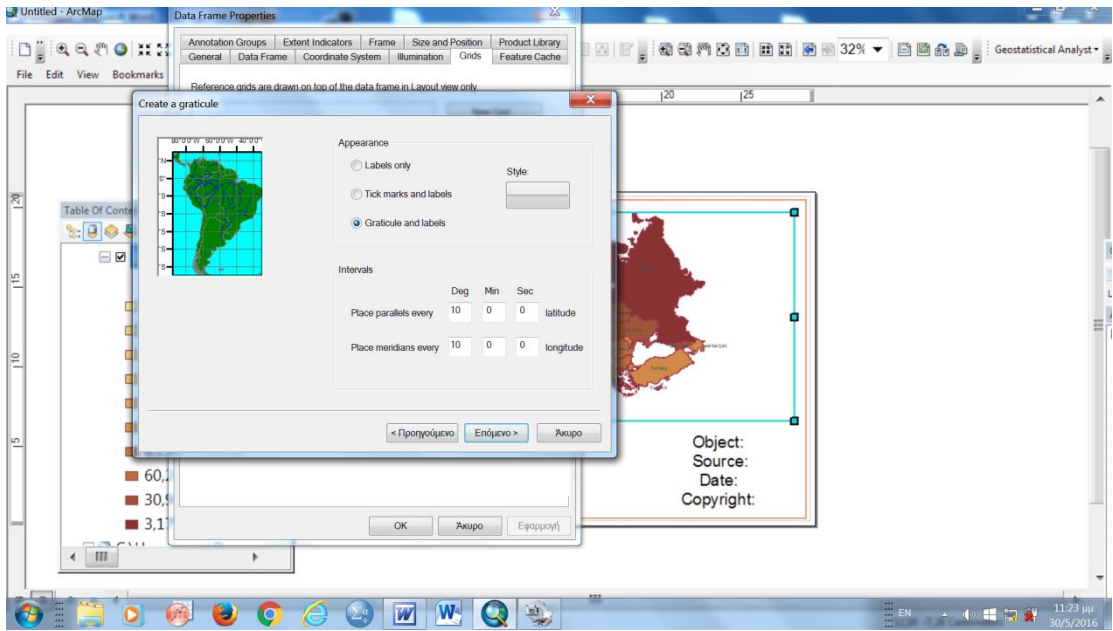 Untitled - ArcMap
Data Frame Properties
Annotation Groups Extent Indicators Frame Size and Position Product Library
General Data Frame Coordinate System Illumination Grids Feature Cache
32%
Geostatistical Analyst
File Edit View Bookmarks
Reference grids are drawn on top of the data frame in Layout view only.
20 25
Create a graticule
Appearance
Labels only
Style:
Tick marks and labels
Graticule and labels
20
Table Of Conte
15
Intervals
Deg Min Sec
Place parallels every 10 0 0 latitude
Place meridians every 10 0 0 longitude
10
< Προηγούμενο Επόμενο > Άκυρο
5
Object:
Source:
Date:
Copyright:
60,2
30,9
3,17
OK Άκυρο Εφαρμογή
EN
11:23 μμ
30/5/2016